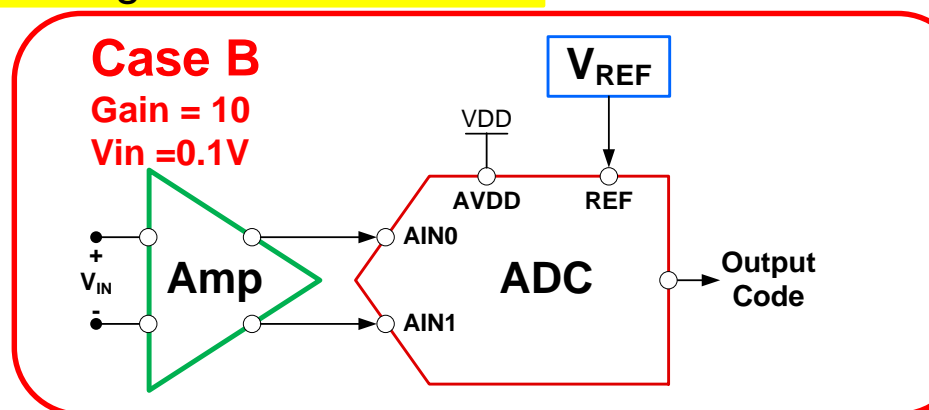 Case B
Gain = 10
Vin =0.1V
VREF
VDD
AVDD
REF
AIN0
+
VIN
-
Amp
ADC
Output
Code
AIN1